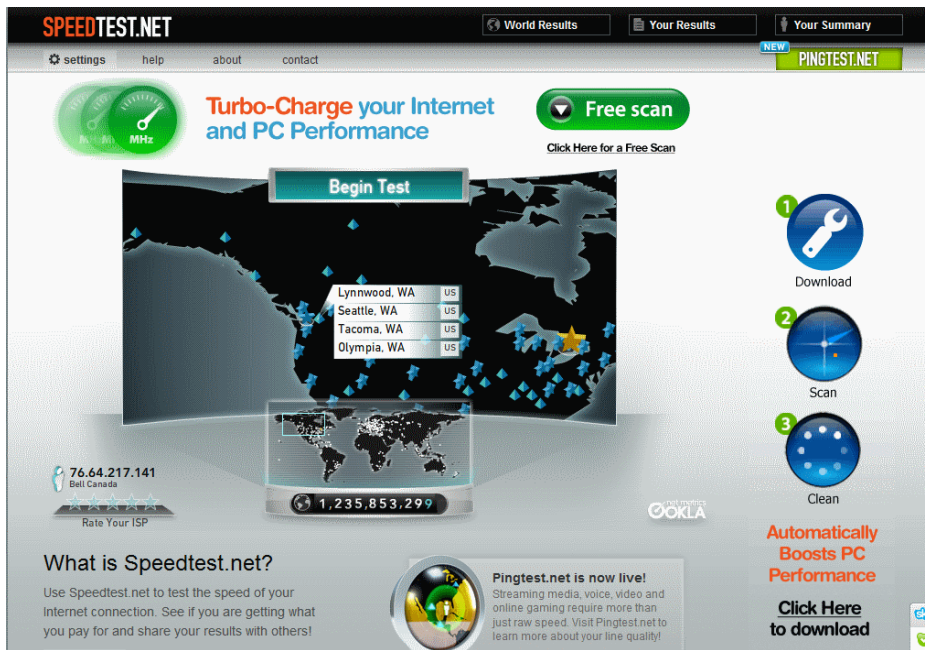 SPEEDTEST.NET
World Results
Your Results
Your Summary
settings
help
about
contact
NEW
PINGTEST.NET
MHz
Turbo-Charge your Internet
and PC Performance
Free scan
Click Here for a Free Scan
Begin Test
Lynnwood, WA US
Seattle, WA US
Tacoma, WA US
Olympia, WA US
1
Download
2
Scan
3
Clean
76.64.217.141
Bell Canada
Rate Your ISP
1,235,853,299
net metrics
OOKLA
Automatically
Boosts PC
Performance
Click Here
to download
What is Speedtest.net?
Use Speedtest.net to test the speed of your
Internet connection. See if you are getting what
you pay for and share your results with others!
Pingtest.net is now live!
Streaming media, voice, video and
online gaming require more than
just raw speed. Visit Pingtest.net to
learn more about your line quality!